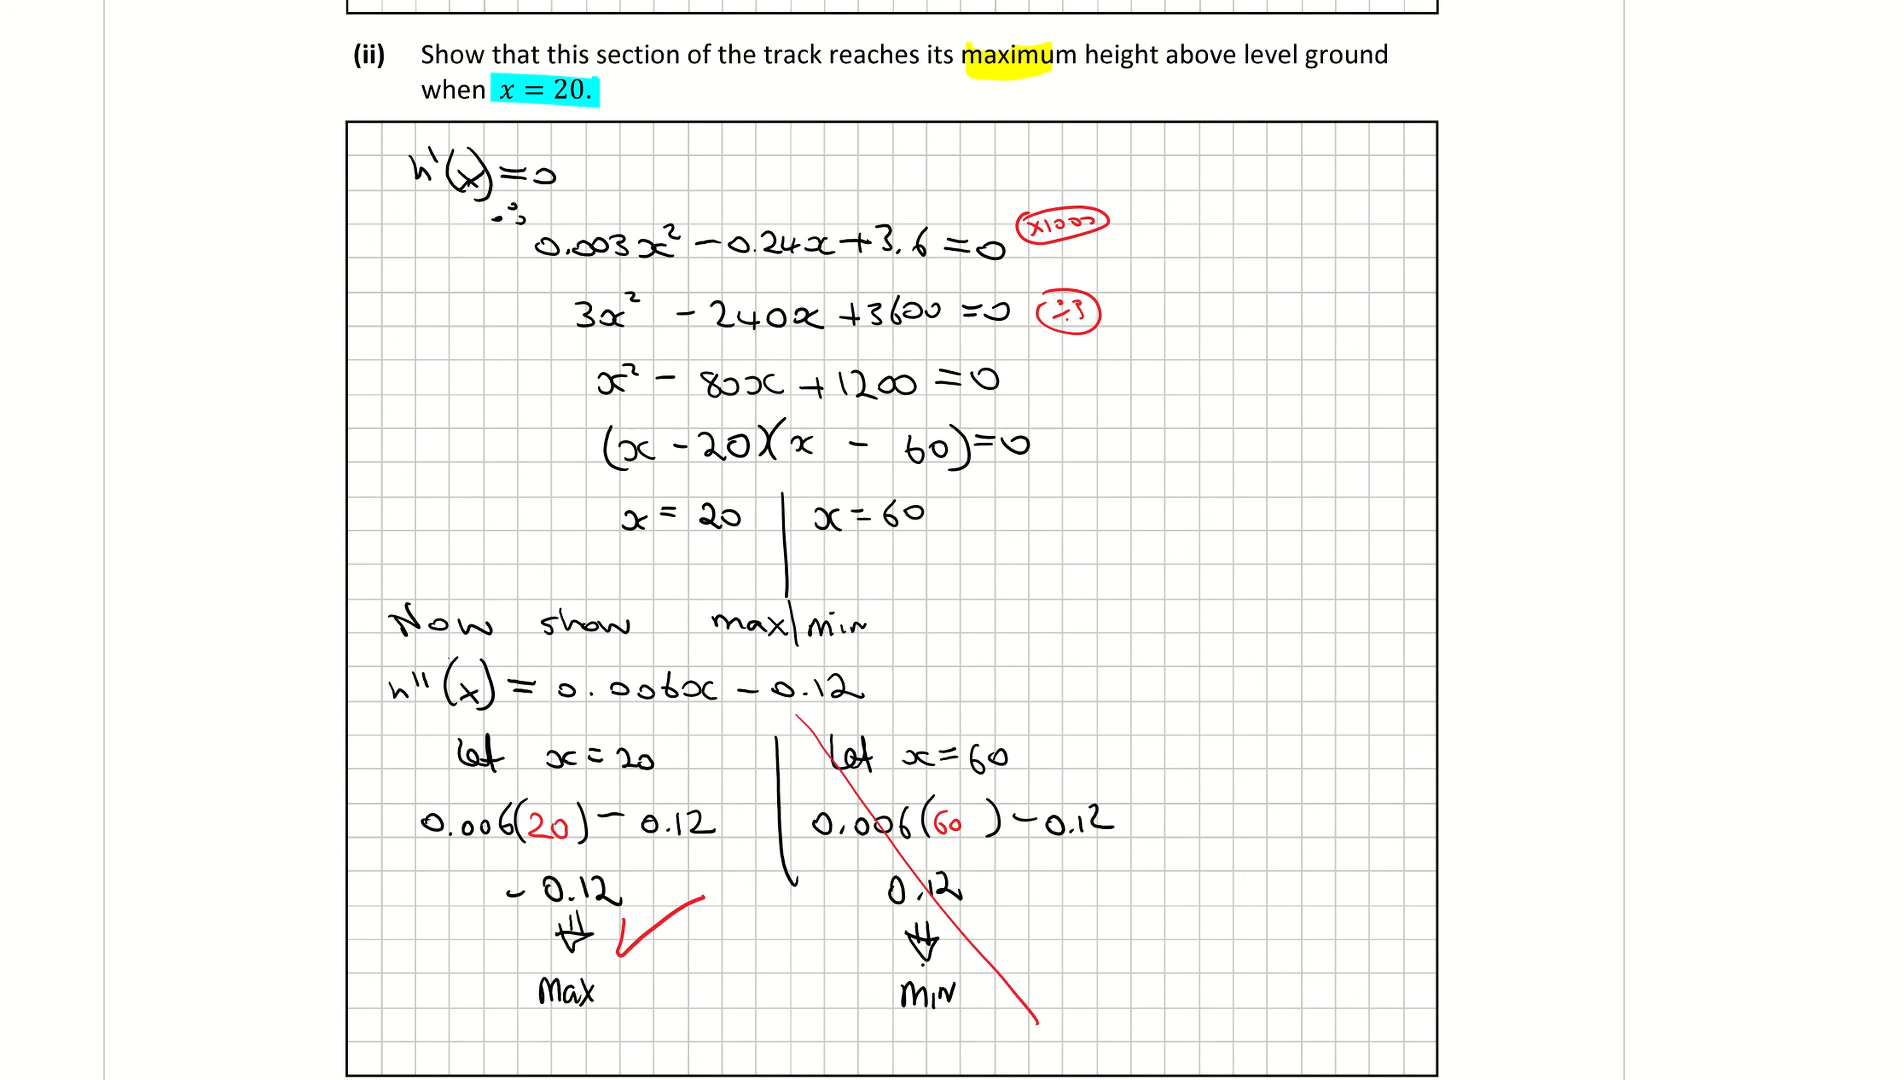 (ii) Show that this section of the track reaches its maximum height above level ground
when x = 20.
h'(x) = 0
∴ 0.003x² - 0.24x + 3.6 = 0 x1000
3x² - 240x + 3600 = 0 ÷3
x² - 80x + 1200 = 0
(x - 20)(x - 60) = 0
x = 20 | x = 60
Now show max/min
h''(x) = 0.006x - 0.12
Let x = 20 | Let x = 60
0.006(20) - 0.12 | 0.006(60) - 0.12
- 0.12 0.12
⇓ ✓ ⇓
Max Min